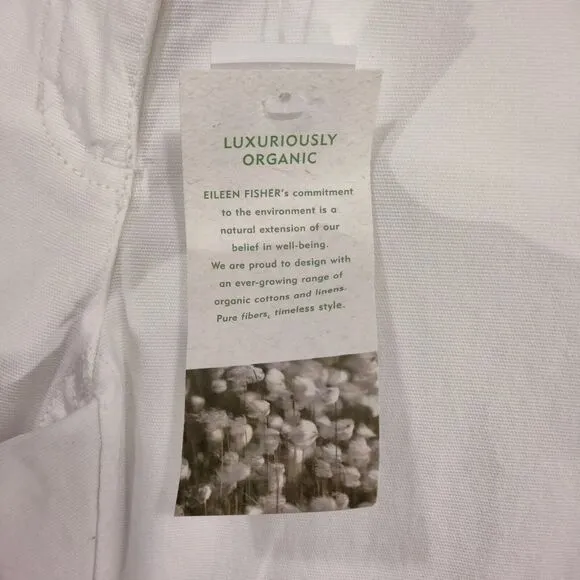 LUXURIOUSLY
ORGANIC
EILEEN FISHER's commitment
to the environment is a
natural extension of our
belief in well-being.
We are proud to design with
an ever-growing range of
organic cottons and linens.
Pure fibers, timeless style.